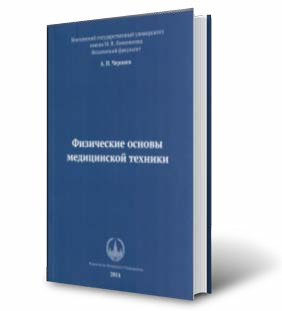 Московский государственный университет
имени М. В. Ломоносова
Физический факультет
А. П. Черняев
Физические основы
медицинской техники
2014